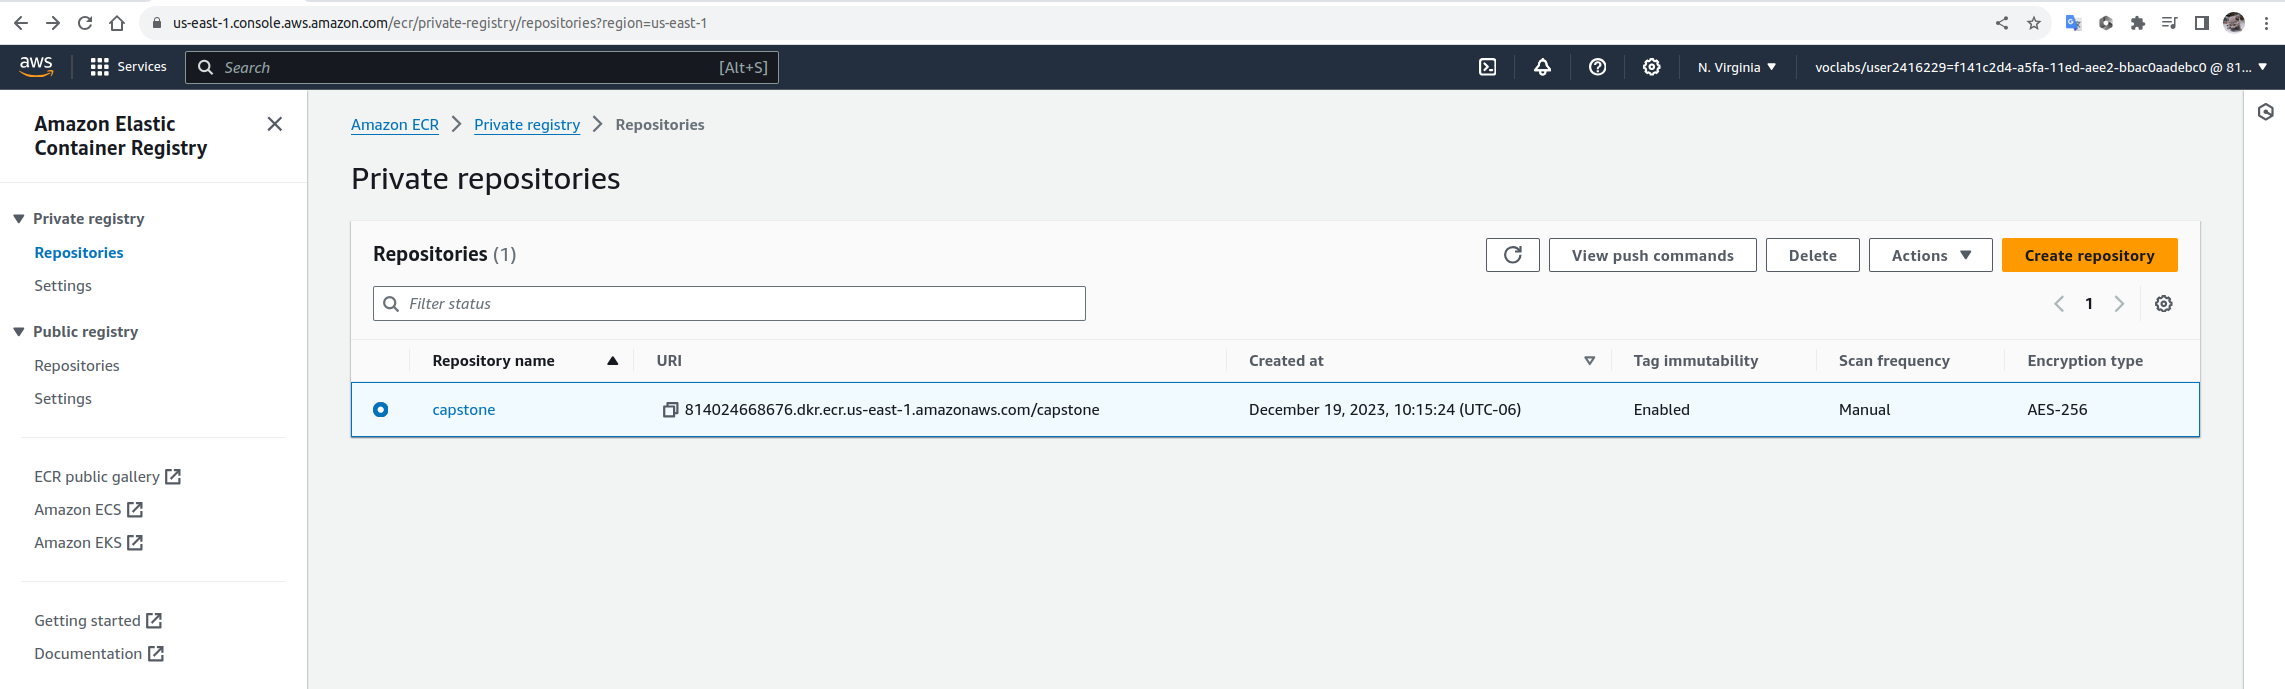 us-east-1.console.aws.amazon.com/ecr/private-registry/repositories?region=us-east-1
aws
Services
Search
[Alt+S]
N. Virginia
voclabs/user2416229=f141c2d4-a5fa-11ed-aee2-bbac0aadebc0 @ 81...
Amazon Elastic
Container Registry
Private registry
Repositories
Settings
Public registry
Repositories
Settings
ECR public gallery
Amazon ECS
Amazon EKS
Getting started
Documentation
Amazon ECR
Private registry
Repositories
Private repositories
Repositories (1)
View push commands
Delete
Actions
Create repository
Filter status
1
Repository name
URI
Created at
Tag immutability
Scan frequency
Encryption type
capstone
814024668676.dkr.ecr.us-east-1.amazonaws.com/capstone
December 19, 2023, 10:15:24 (UTC-06)
Enabled
Manual
AES-256